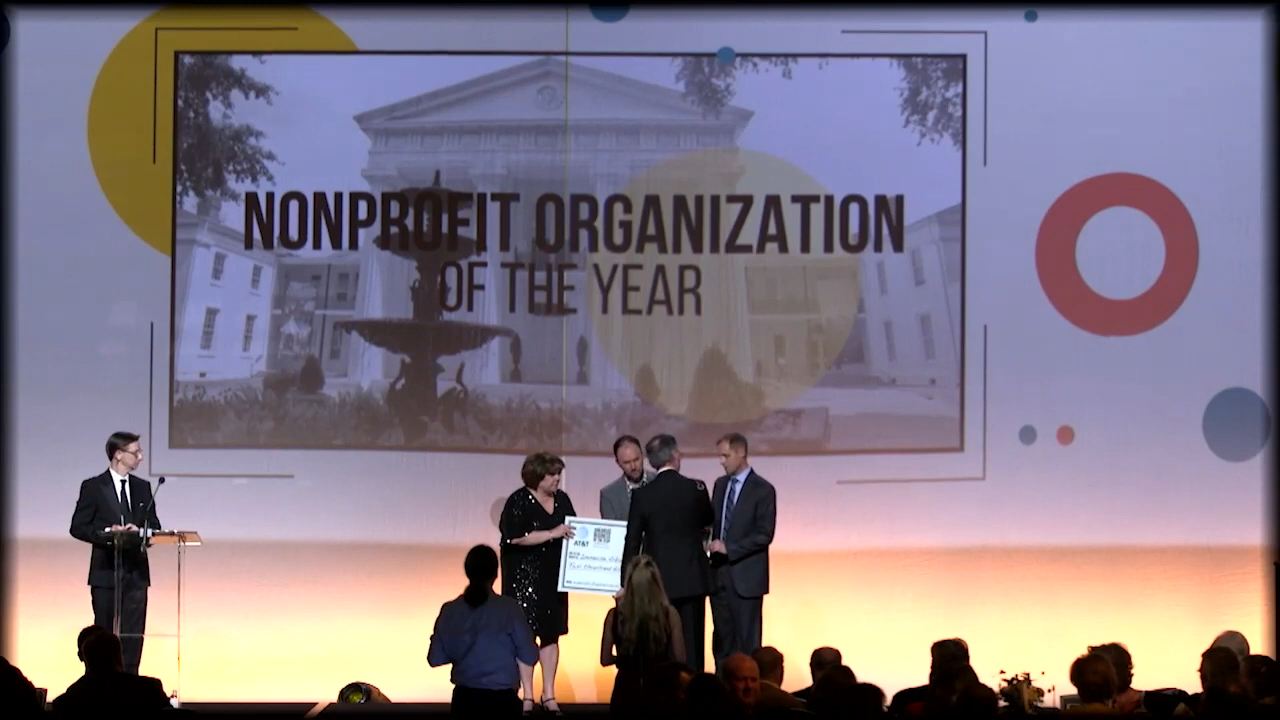 NONPROFIT ORGANIZATION
OF THE YEAR
AT&T